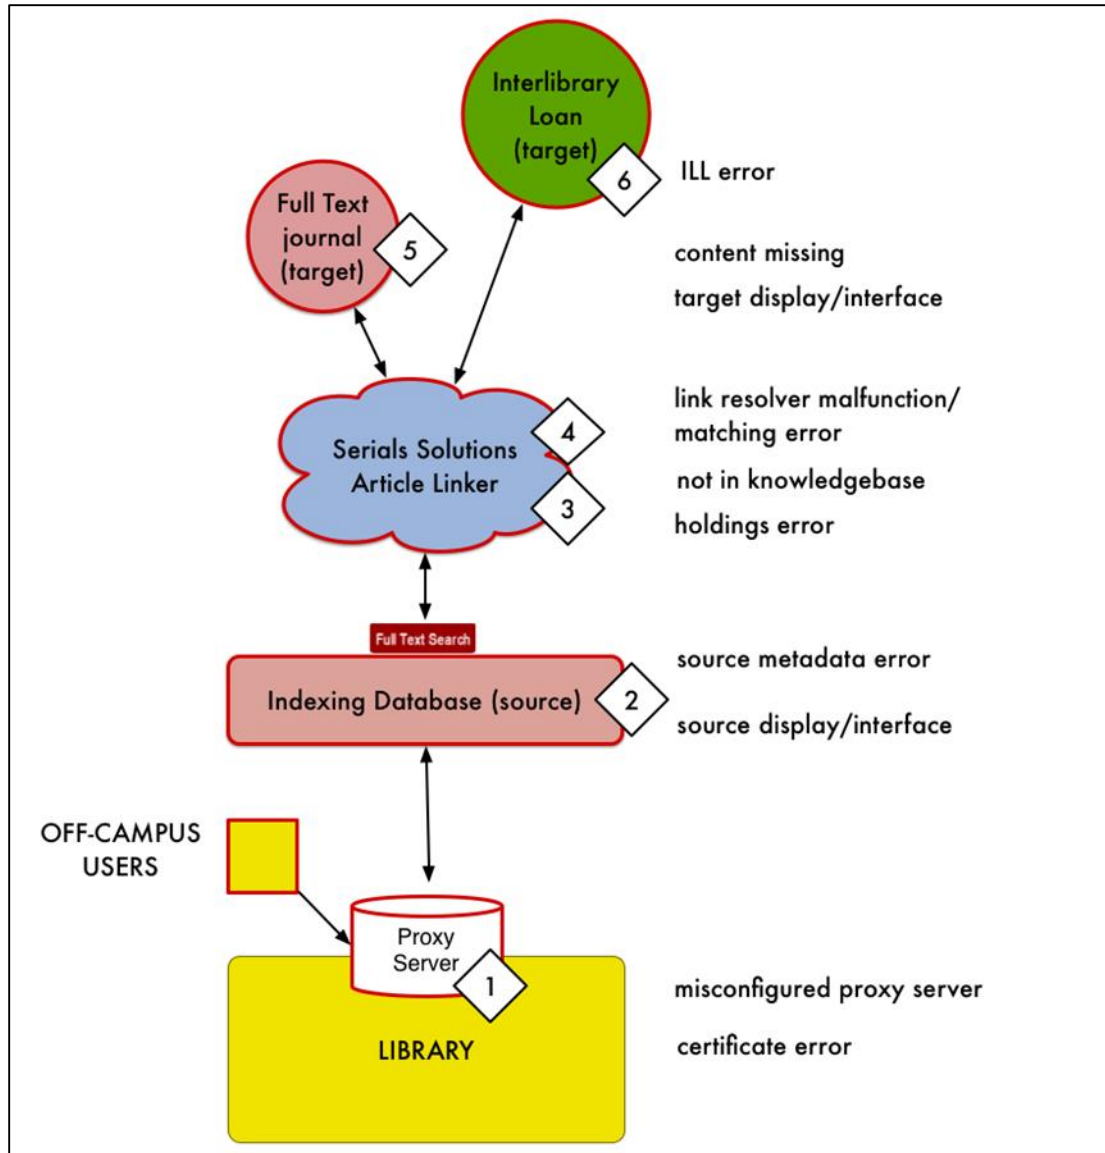 Interlibrary
Loan
(target)
6
ILL error
Full Text
journal
(target)
5
content missing
target display/interface
link resolver malfunction/
matching error
4
Serials Solutions
Article Linker
not in knowledgebase
3
holdings error
Full Text Search
Indexing Database (source)
2
source metadata error
source display/interface
OFF-CAMPUS
USERS
Proxy
Server
1
misconfigured proxy server
certificate error
LIBRARY